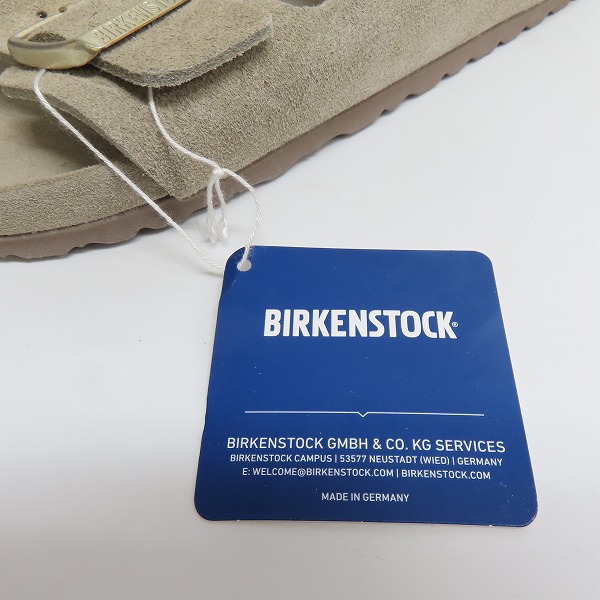 BIRKENSTOCK
BIRKENSTOCK®
BIRKENSTOCK GMBH & CO. KG SERVICES
BIRKENSTOCK CAMPUS | 53577 NEUSTADT (WIED) | GERMANY
E: WELCOME@BIRKENSTOCK.COM | BIRKENSTOCK.COM
MADE IN GERMANY